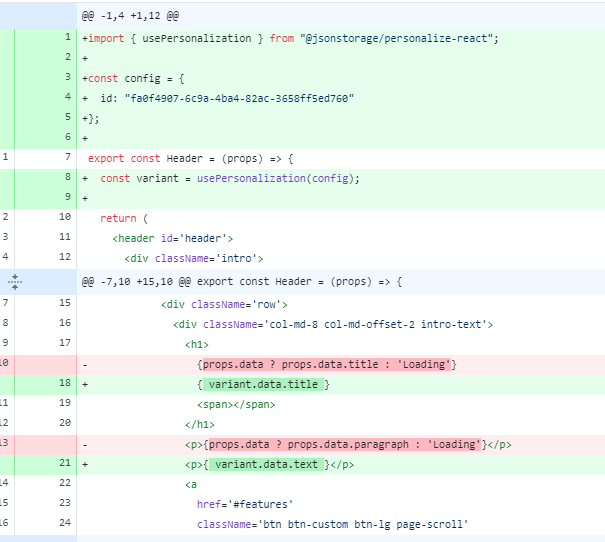 @@ -1,4 +1,12 @@
1 +import { usePersonalization } from "@jsonstorage/personalize-react";
2 +
3 +const config = {
4 +  id: "fa0f4907-6c9a-4ba4-82ac-3658ff5ed760"
5 +};
6 +
1 7 export const Header = (props) => {
8 +  const variant = usePersonalization(config);
9 +
2 10 return (
3 11 <header id='header'>
4 12 <div className='intro'>
@@ -7,10 +15,10 @@ export const Header = (props) => {
7 15 <div className='row'>
8 16 <div className='col-md-8 col-md-offset-2 intro-text'>
9 17 <h1>
10 - {props.data ? props.data.title : 'Loading'}
18 + { variant.data.title }
11 19 <span></span>
12 20 </h1>
13 - <p>{props.data ? props.data.paragraph : 'Loading'}</p>
21 + <p>{ variant.data.text }</p>
14 22 <a
15 23 href='#features'
16 24 className='btn btn-custom btn-lg page-scroll'